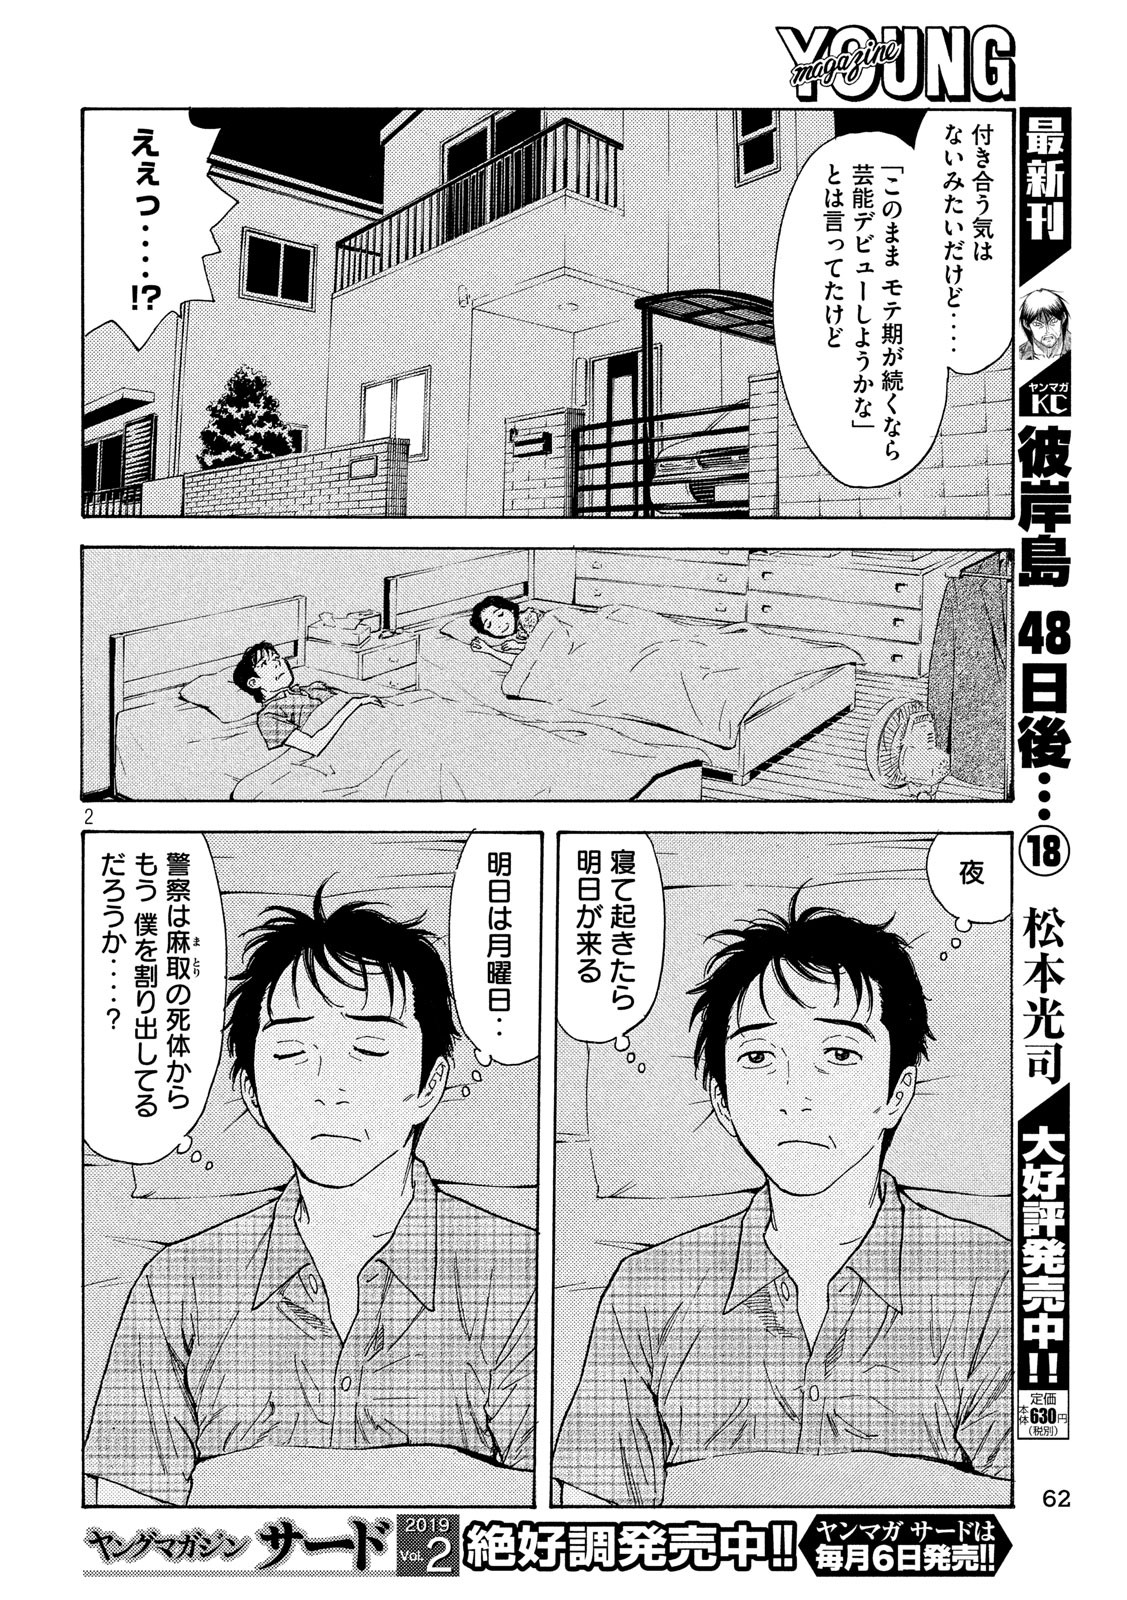 YOUNG
magazine
付き合う気は
ないみたいだけど‥‥
「このまま モテ期が続くなら
芸能デビューしようかな」
とは言ってたけど
ええっ‥‥!?
夜
寝て起きたら
明日が来る
明日は月曜日‥
警察は麻取の死体から
まとり
もう 僕を割り出してる
だろうか‥‥?
2
最新刊
ヤンマガ
KC
彼岸島 48日後…⑱
松本光司
大好評発売中!!
定価
本体630円
(税別)
62
ヤングマガジン サード
2019
Vol.2
絶好調発売中!!
ヤンマガ サードは
毎月6日発売!!